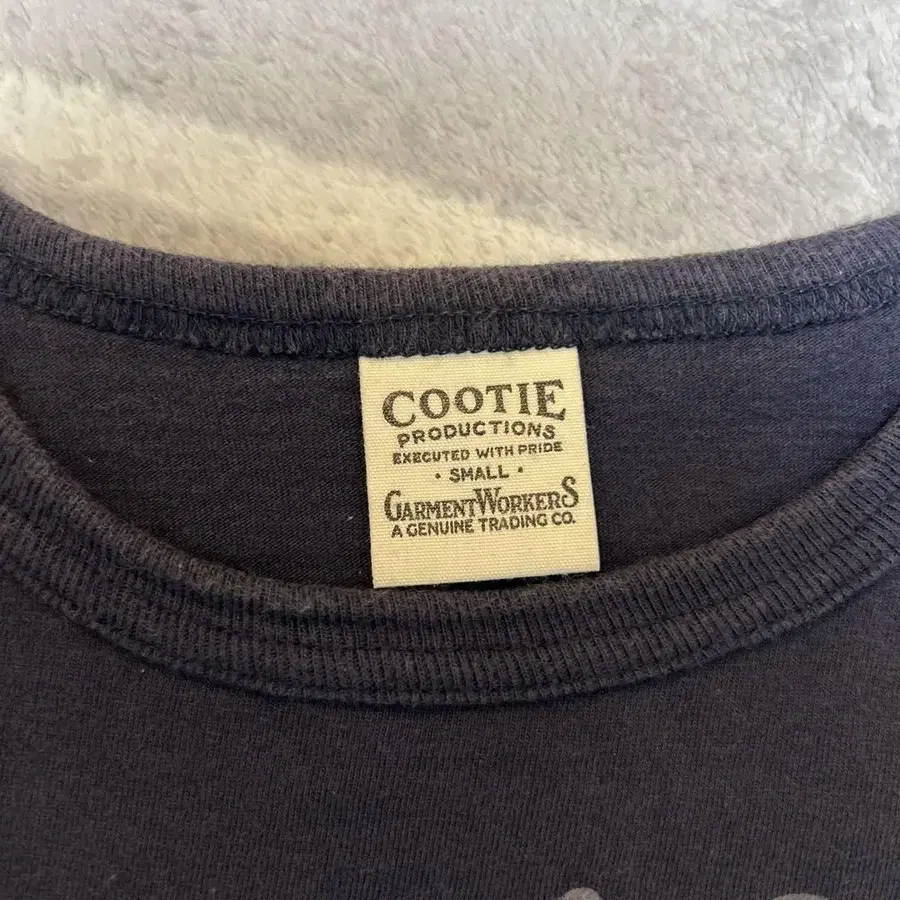 COOTIE
PRODUCTIONS
EXECUTED WITH PRIDE
· SMALL ·
GARMENTWORKERS
A GENUINE TRADING CO.